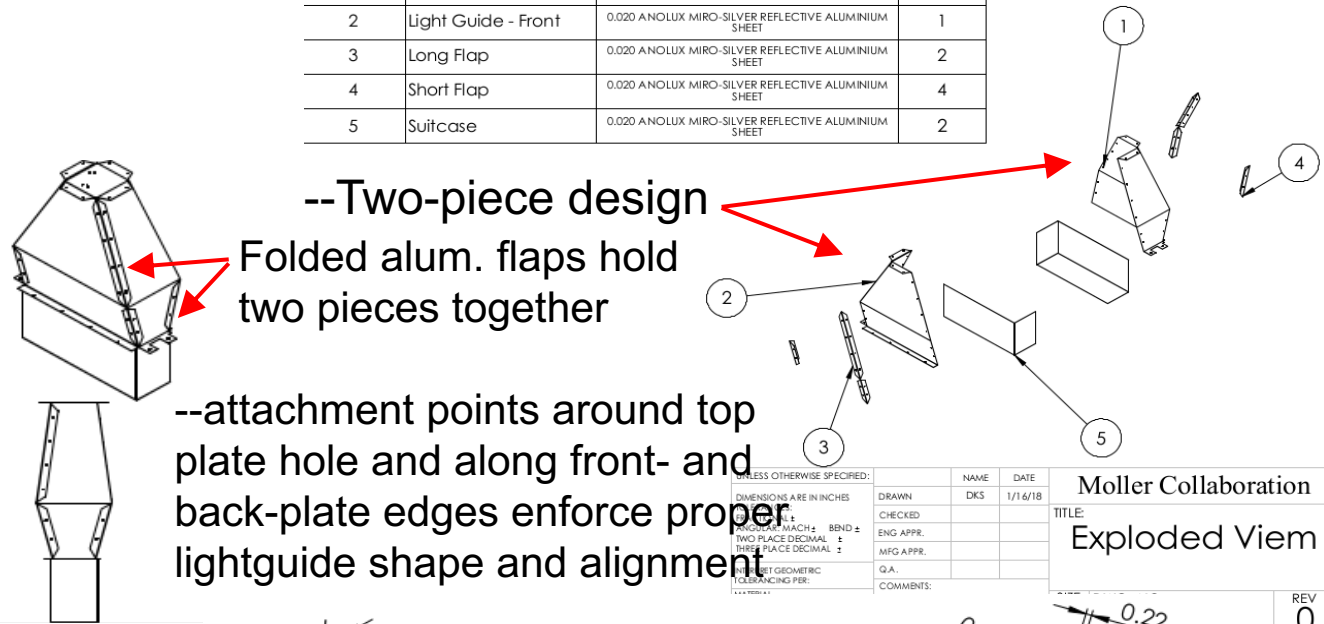 2 Light Guide - Front 0.020 ANOLUX MIRO-SILVER REFLECTIVE ALUMINIUM SHEET 1
3 Long Flap 0.020 ANOLUX MIRO-SILVER REFLECTIVE ALUMINIUM SHEET 2
4 Short Flap 0.020 ANOLUX MIRO-SILVER REFLECTIVE ALUMINIUM SHEET 4
5 Suitcase 0.020 ANOLUX MIRO-SILVER REFLECTIVE ALUMINIUM SHEET 2
1
4
2
3
5
--Two-piece design
Folded alum. flaps hold
two pieces together
--attachment points around top
plate hole and along front- and
back-plate edges enforce proper
lightguide shape and alignment
UNLESS OTHERWISE SPECIFIED:
DIMENSIONS ARE IN INCHES
ANGULAR: MACH ± BEND ±
TWO PLACE DECIMAL ±
THREE PLACE DECIMAL ±
INTERPRET GEOMETRIC
TOLERANCING PER:
NAME DATE
DRAWN DKS 1/16/18
CHECKED
ENG APPR.
MFG APPR.
Q.A.
COMMENTS:
Moller Collaboration
TITLE:
Exploded Viem
REV
0
0.22